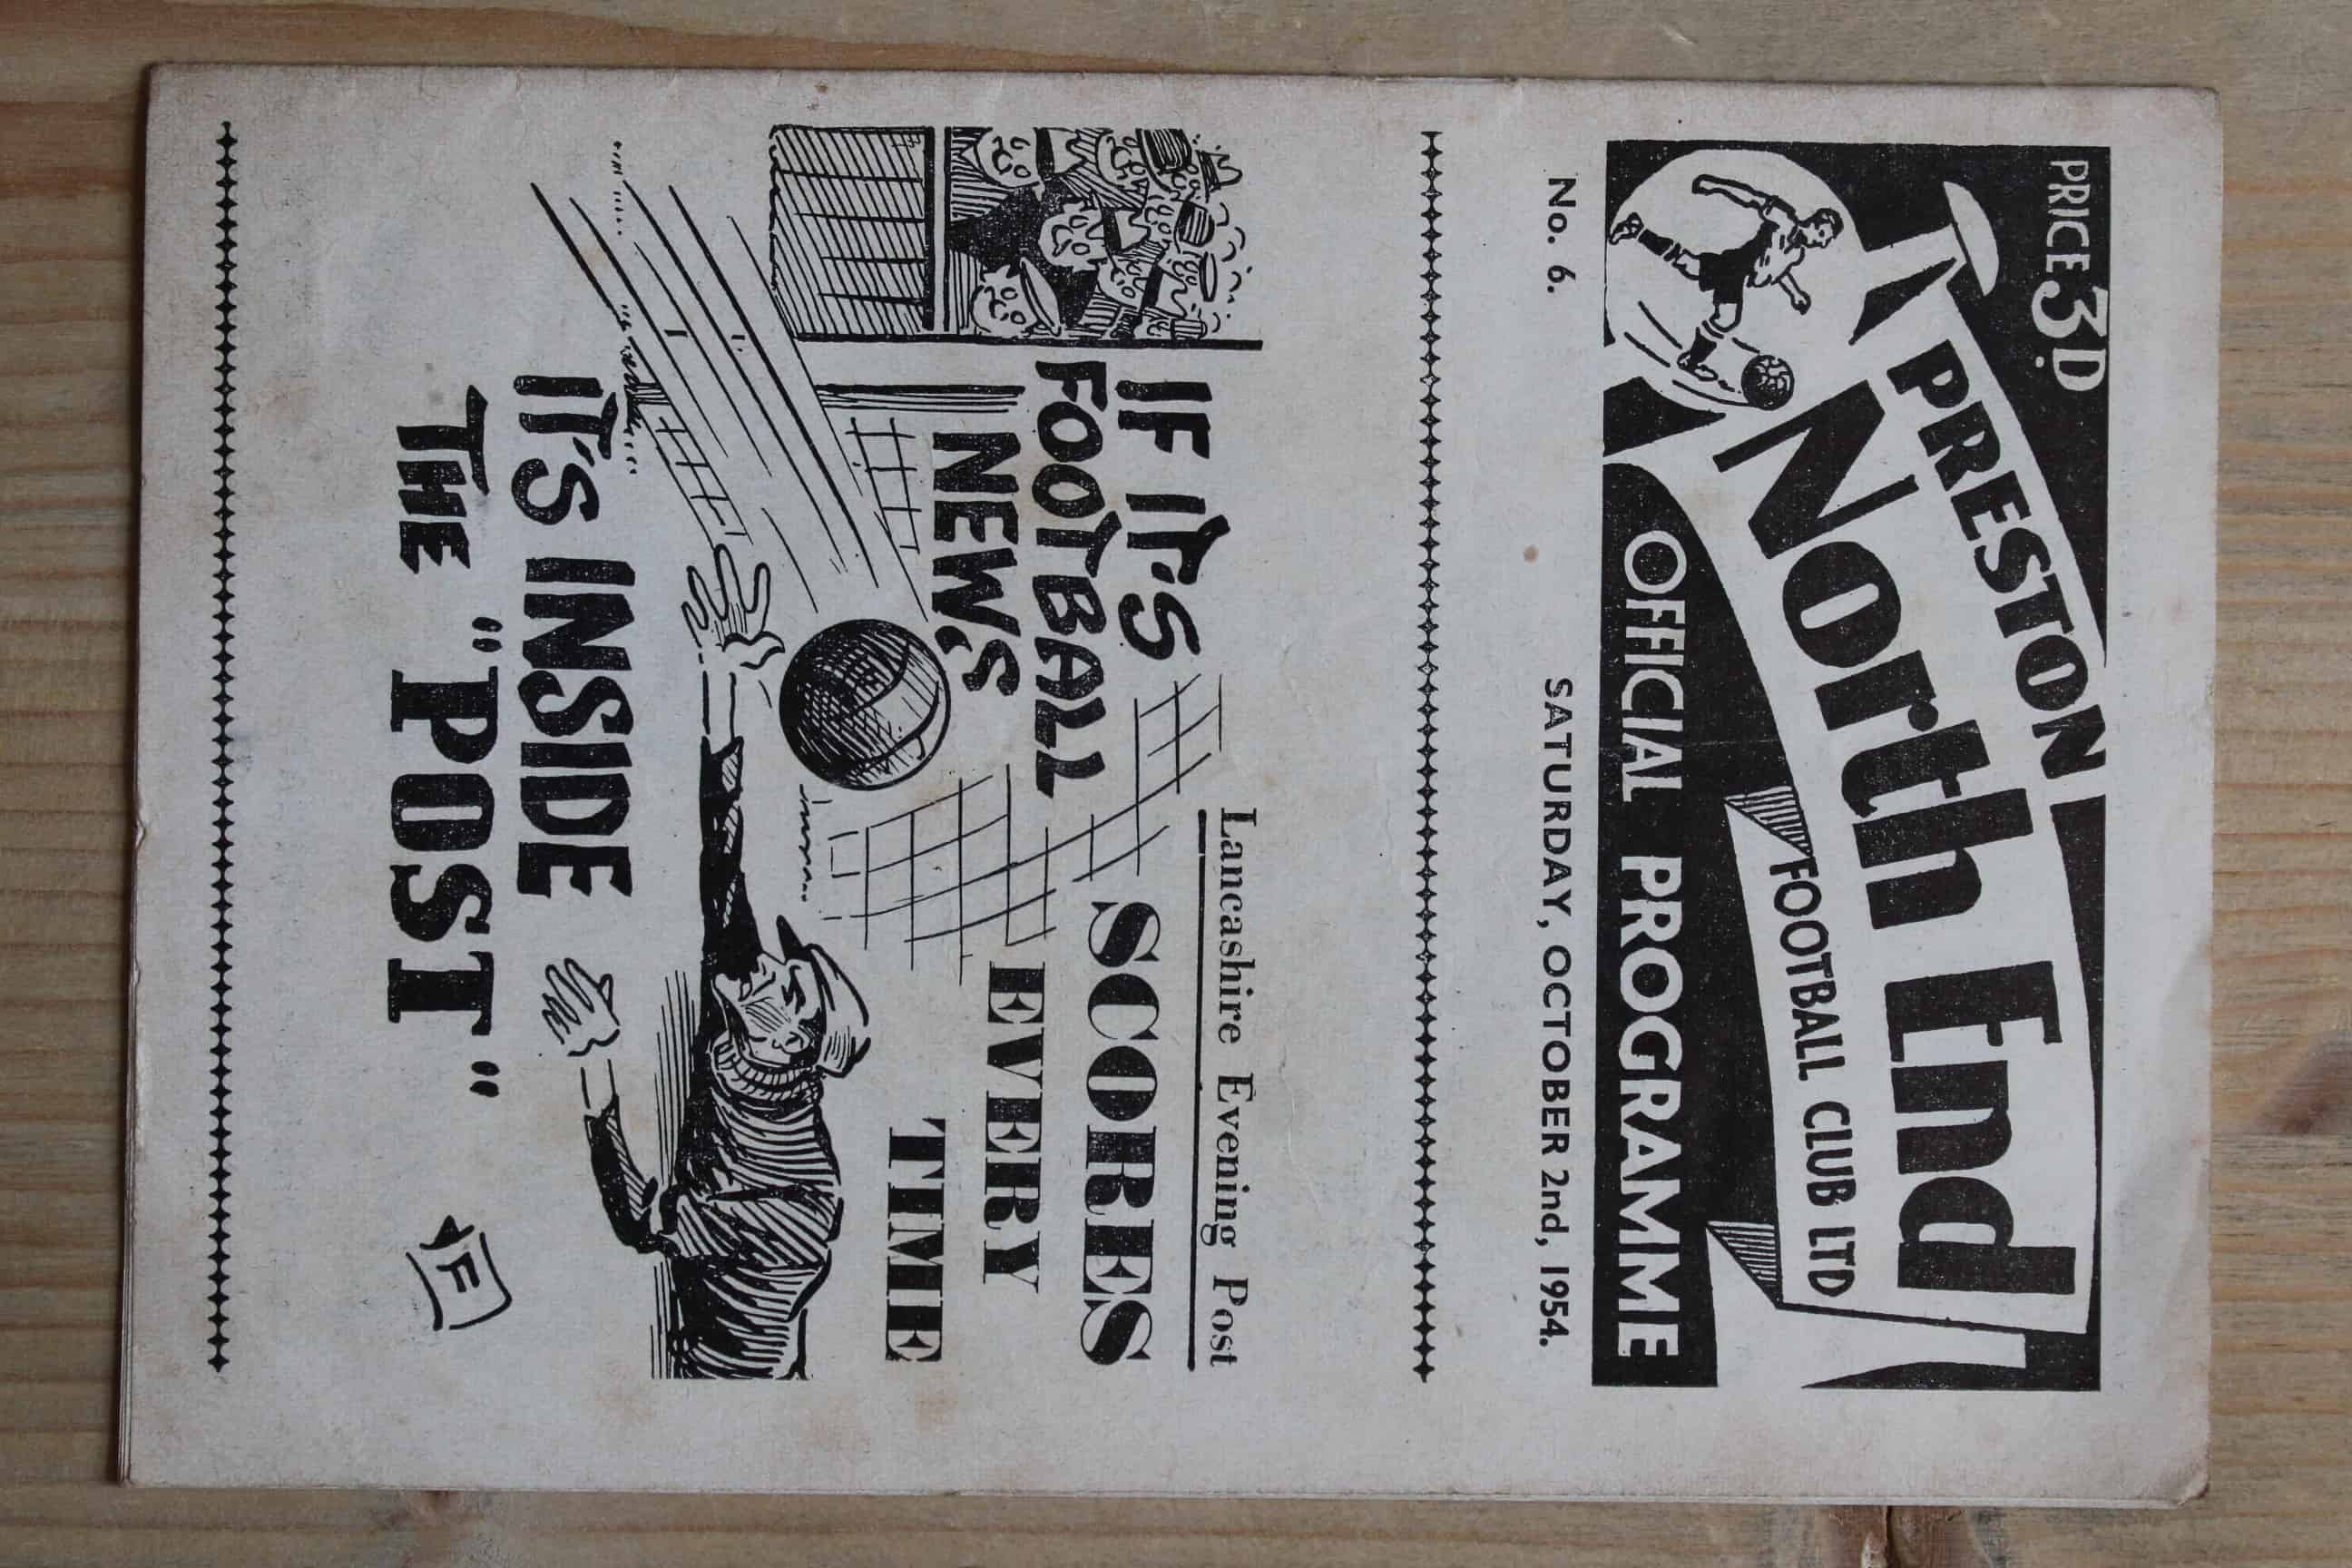 PRICE 3D.
PRESTON
North End
FOOTBALL CLUB LTD
OFFICIAL PROGRAMME
No. 6.
SATURDAY, OCTOBER 2nd, 1954.
Lancashire Evening Post
IF IT'S
FOOTBALL
NEWS
SCORES
EVERY
TIME
IT'S INSIDE
THE "POST"